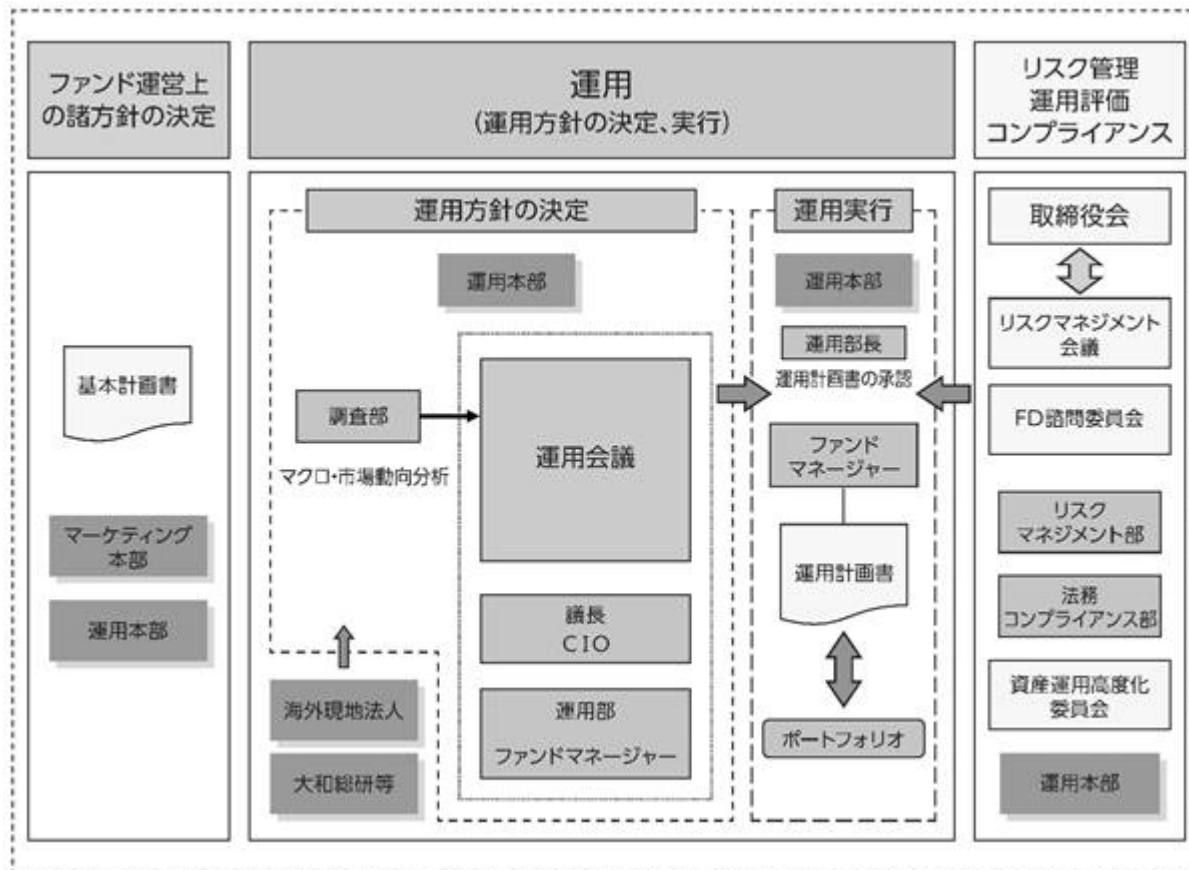 ファンド運営上
の諸方針の決定
基本計画書
マーケティング
本部
運用本部
運用
(運用方針の決定、実行)
運用方針の決定
運用本部
調査部
マクロ・市場動向分析
運用会議
議長
CIO
運用部
ファンドマネージャー
海外現地法人
大和総研等
運用実行
運用本部
運用部長
運用計画書の承認
ファンド
マネージャー
運用計画書
ポートフォリオ
リスク管理
運用評価
コンプライアンス
取締役会
リスクマネジメント
会議
FD諮問委員会
リスク
マネジメント部
法務
コンプライアンス部
資産運用高度化
委員会
運用本部